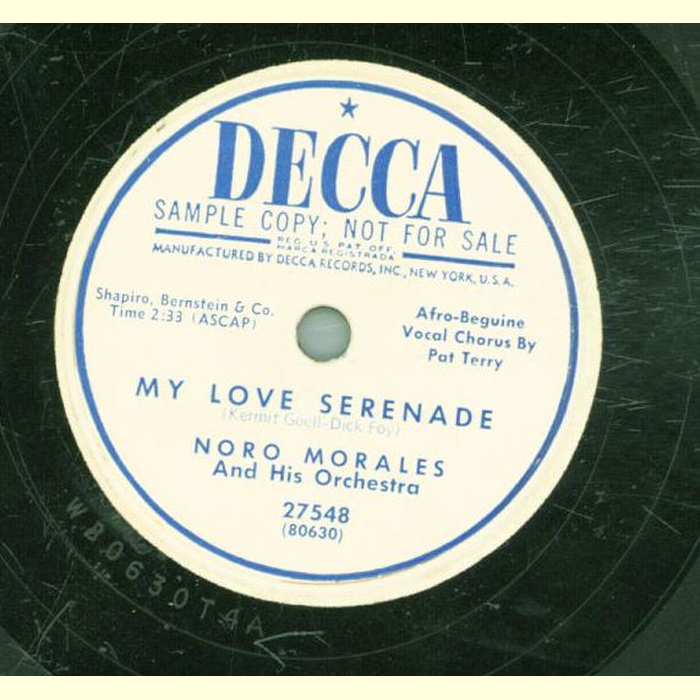 DECCA
SAMPLE COPY; NOT FOR SALE
REG. U.S. PAT. OFF.
MARCA REGISTRADA
MANUFACTURED BY DECCA RECORDS, INC., NEW YORK, U.S.A.
Shapiro, Bernstein & Co.
Time 2:33 (ASCAP)
Afro-Beguine
Vocal Chorus By
Pat Terry
MY LOVE SERENADE
(Kermit Goell-Dick Foy)
NORO MORALES
And His Orchestra
27548
(80630)
W80630T4A